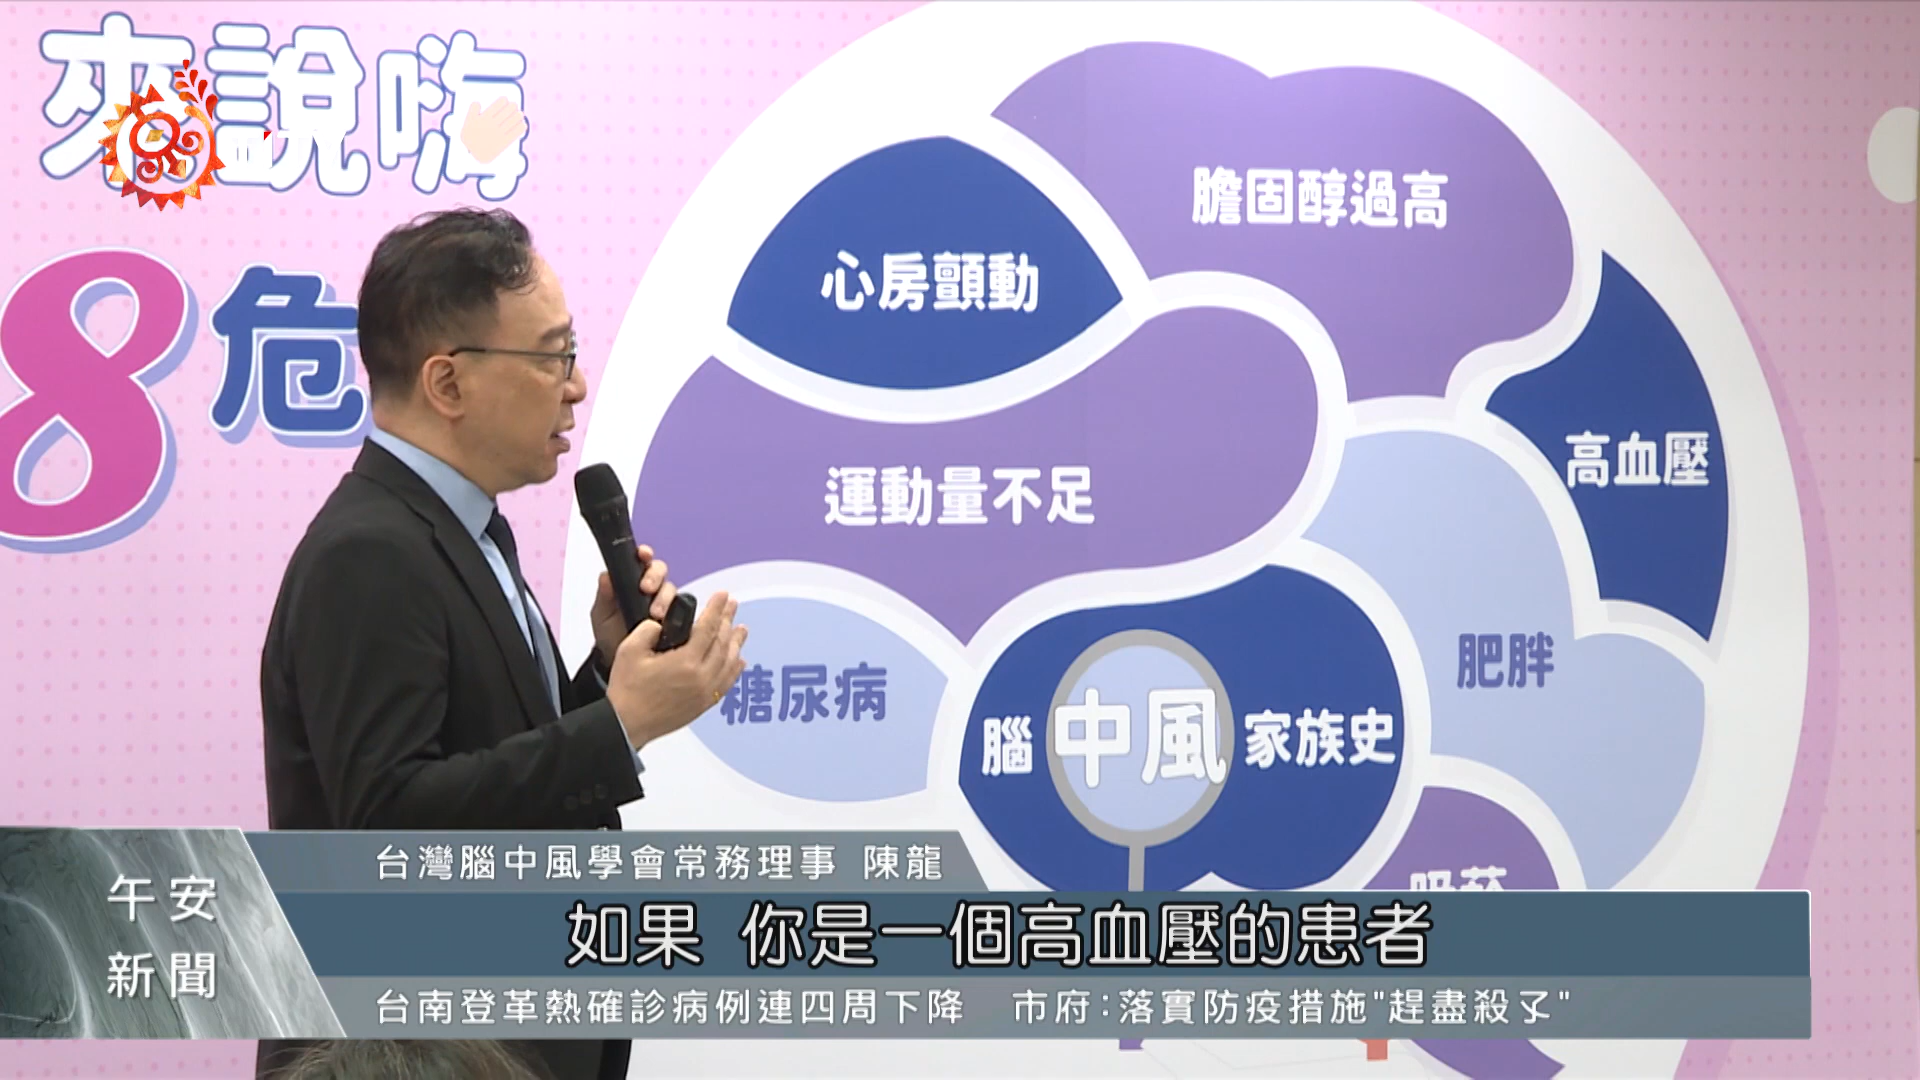 來說嗨
8危
膽固醇過高
心房顫動
高血壓
運動量不足
肥胖
糖尿病
腦中風家族史
吸菸
台灣腦中風學會常務理事 陳龍
午安
新聞
如果 你是一個高血壓的患者
台南登革熱確診病例連四周下降 市府:落實防疫措施"趕盡殺孓"